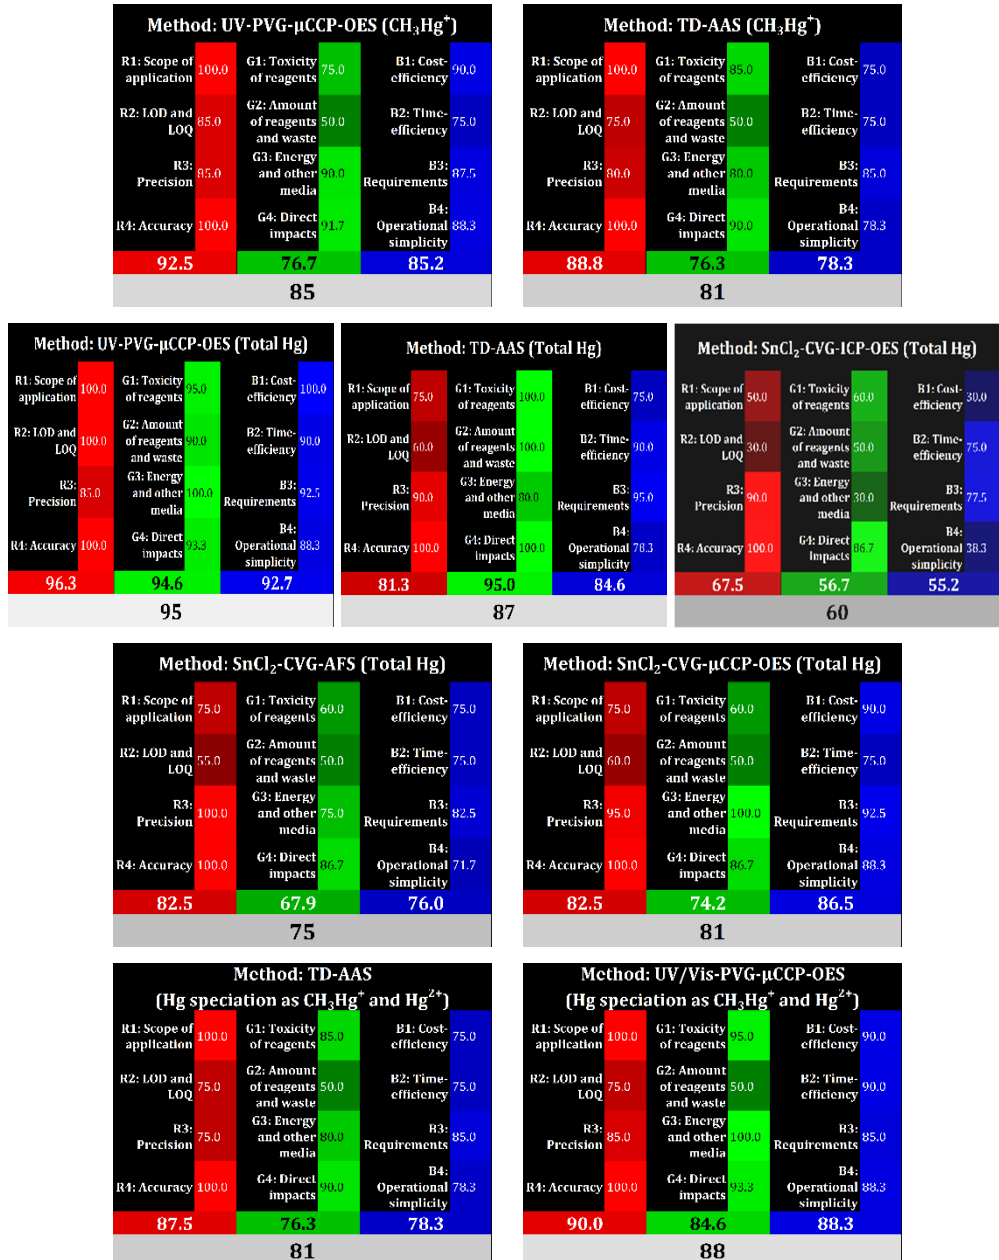 Method: UV-PVG-µCCP-OES (CH₃Hg⁺)
R1: Scope of application 100.0 G1: Toxicity of reagents 75.0 B1: Cost-efficiency 90.0
R2: LOD and LOQ 85.0 G2: Amount of reagents and waste 50.0 B2: Time-efficiency 75.0
R3: Precision 85.0 G3: Energy and other media 90.0 B3: Requirements 87.5
R4: Accuracy 100.0 G4: Direct impacts 91.7 B4: Operational simplicity 88.3
92.5 76.7 85.2
85
Method: TD-AAS (CH₃Hg⁺)
R1: Scope of application 100.0 G1: Toxicity of reagents 85.0 B1: Cost-efficiency 75.0
R2: LOD and LOQ 75.0 G2: Amount of reagents and waste 50.0 B2: Time-efficiency 75.0
R3: Precision 80.0 G3: Energy and other media 80.0 B3: Requirements 85.0
R4: Accuracy 100.0 G4: Direct impacts 90.0 B4: Operational simplicity 78.3
88.8 76.3 78.3
81
Method: UV-PVG-µCCP-OES (Total Hg)
R1: Scope of application 100.0 G1: Toxicity of reagents 95.0 B1: Cost-efficiency 100.0
R2: LOD and LOQ 100.0 G2: Amount of reagents and waste 90.0 B2: Time-efficiency 90.0
R3: Precision 85.0 G3: Energy and other media 100.0 B3: Requirements 92.5
R4: Accuracy 100.0 G4: Direct impacts 93.3 B4: Operational simplicity 88.3
96.3 94.6 92.7
95
Method: TD-AAS (Total Hg)
R1: Scope of application 75.0 G1: Toxicity of reagents 100.0 B1: Cost-efficiency 75.0
R2: LOD and LOQ 60.0 G2: Amount of reagents and waste 100.0 B2: Time-efficiency 90.0
R3: Precision 90.0 G3: Energy and other media 80.0 B3: Requirements 95.0
R4: Accuracy 100.0 G4: Direct impacts 100.0 B4: Operational simplicity 78.3
81.3 95.0 84.6
87
Method: SnCl₂-CVG-ICP-OES (Total Hg)
R1: Scope of application 50.0 G1: Toxicity of reagents 60.0 B1: Cost-efficiency 30.0
R2: LOD and LOQ 30.0 G2: Amount of reagents and waste 50.0 B2: Time-efficiency 75.0
R3: Precision 90.0 G3: Energy and other media 30.0 B3: Requirements 77.5
R4: Accuracy 100.0 G4: Direct impacts 86.7 B4: Operational simplicity 38.3
67.5 56.7 55.2
60
Method: SnCl₂-CVG-AFS (Total Hg)
R1: Scope of application 75.0 G1: Toxicity of reagents 60.0 B1: Cost-efficiency 75.0
R2: LOD and LOQ 55.0 G2: Amount of reagents and waste 50.0 B2: Time-efficiency 75.0
R3: Precision 100.0 G3: Energy and other media 75.0 B3: Requirements 82.5
R4: Accuracy 100.0 G4: Direct impacts 86.7 B4: Operational simplicity 71.7
82.5 67.9 76.0
75
Method: SnCl₂-CVG-µCCP-OES (Total Hg)
R1: Scope of application 75.0 G1: Toxicity of reagents 60.0 B1: Cost-efficiency 90.0
R2: LOD and LOQ 60.0 G2: Amount of reagents and waste 50.0 B2: Time-efficiency 75.0
R3: Precision 95.0 G3: Energy and other media 100.0 B3: Requirements 92.5
R4: Accuracy 100.0 G4: Direct impacts 86.7 B4: Operational simplicity 88.3
82.5 74.2 86.5
81
Method: TD-AAS
(Hg speciation as CH₃Hg⁺ and Hg²⁺)
R1: Scope of application 100.0 G1: Toxicity of reagents 85.0 B1: Cost-efficiency 75.0
R2: LOD and LOQ 75.0 G2: Amount of reagents and waste 50.0 B2: Time-efficiency 75.0
R3: Precision 75.0 G3: Energy and other media 80.0 B3: Requirements 85.0
R4: Accuracy 100.0 G4: Direct impacts 90.0 B4: Operational simplicity 78.3
87.5 76.3 78.3
81
Method: UV/Vis-PVG-µCCP-OES
(Hg speciation as CH₃Hg⁺ and Hg²⁺)
R1: Scope of application 100.0 G1: Toxicity of reagents 95.0 B1: Cost-efficiency 90.0
R2: LOD and LOQ 75.0 G2: Amount of reagents and waste 50.0 B2: Time-efficiency 90.0
R3: Precision 85.0 G3: Energy and other media 100.0 B3: Requirements 85.0
R4: Accuracy 100.0 G4: Direct impacts 93.3 B4: Operational simplicity 88.3
90.0 84.6 88.3
88